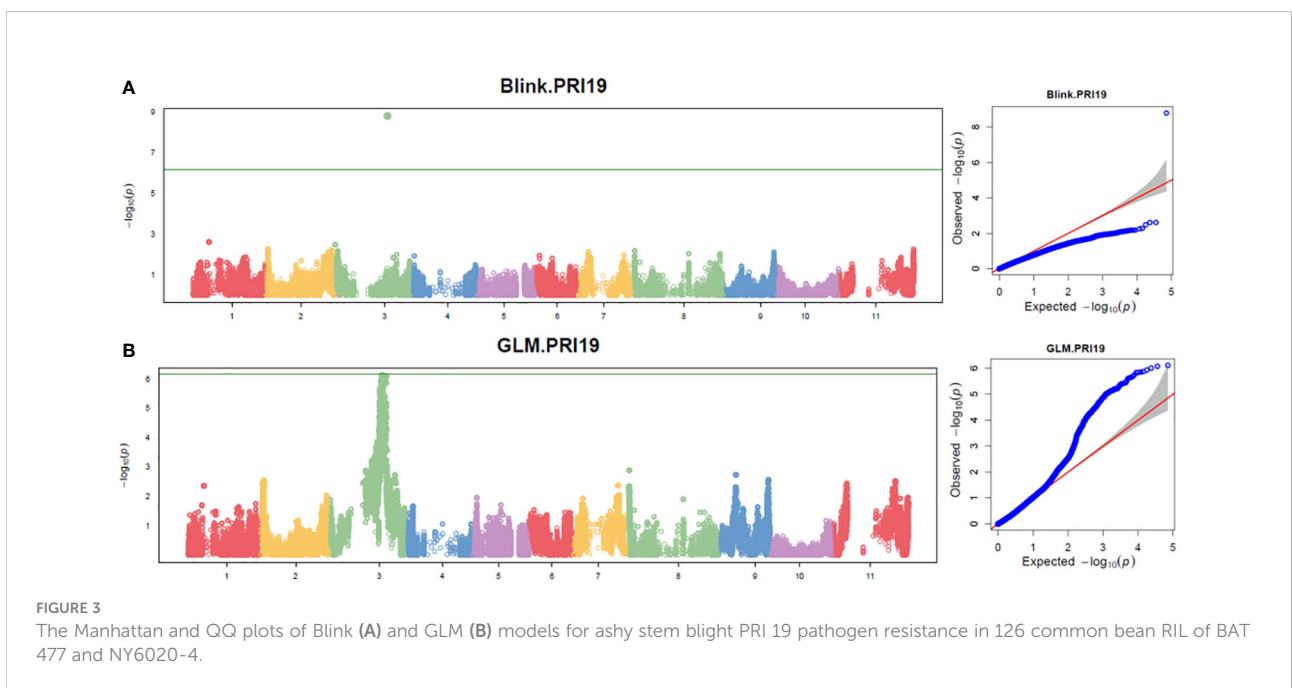 A
Blink.PRI19
9
7
5
3
1
-log₁₀(p)
1 2 3 4 5 6 7 8 9 10 11
Blink.PRI19
Observed -log₁₀(p)
8
6
4
2
0
0 1 2 3 4 5
Expected -log₁₀(p)
B
GLM.PRI19
6
5
4
3
2
1
-log₁₀(p)
1 2 3 4 5 6 7 8 9 10 11
GLM.PRI19
Observed -log₁₀(p)
6
5
4
3
2
1
0
0 1 2 3 4 5
Expected -log₁₀(p)
FIGURE 3
The Manhattan and QQ plots of Blink (A) and GLM (B) models for ashy stem blight PRI 19 pathogen resistance in 126 common bean RIL of BAT
477 and NY6020-4.